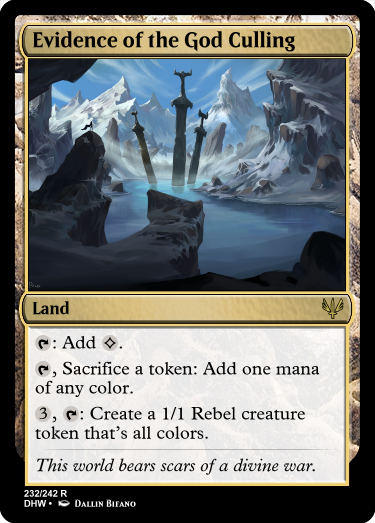 Evidence of the God Culling
Land
: Add .
, Sacrifice a token: Add one mana
of any color.
3, : Create a 1/1 Rebel creature
token that's all colors.
This world bears scars of a divine war.
232/242 R
DHW • Dallin Bifano